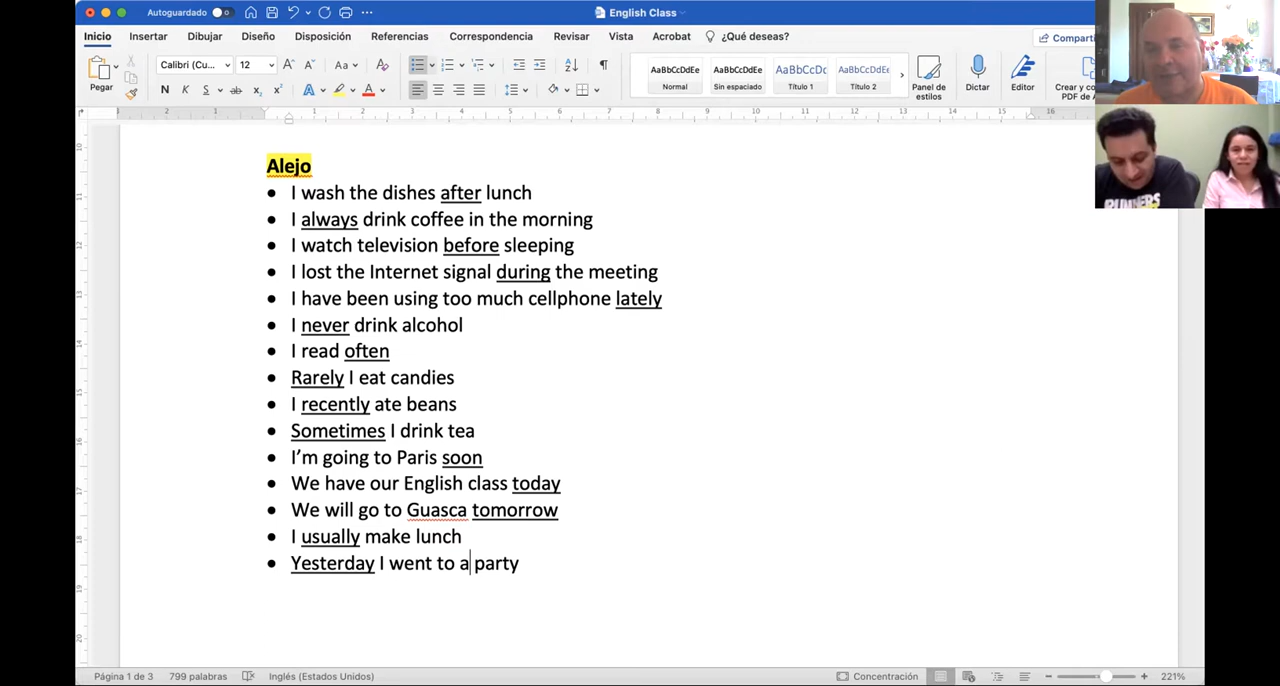 Autoguardado
English Class
Inicio Insertar Dibujar Diseño Disposición Referencias Correspondencia Revisar Vista Acrobat ¿Qué deseas?
Pegar
Calibri (Cu... 12
N K S
AaBbCcDdEe AaBbCcDdEe AaBbCcDc AaBbCcDdEe
Normal Sin espaciado Título 1 Título 2
Panel de estilos
Dictar
Editor
Alejo
• I wash the dishes after lunch
• I always drink coffee in the morning
• I watch television before sleeping
• I lost the Internet signal during the meeting
• I have been using too much cellphone lately
• I never drink alcohol
• I read often
• Rarely I eat candies
• I recently ate beans
• Sometimes I drink tea
• I’m going to Paris soon
• We have our English class today
• We will go to Guasca tomorrow
• I usually make lunch
• Yesterday I went to a party
Página 1 de 3 799 palabras Inglés (Estados Unidos) Concentración 221%
RUNNERS